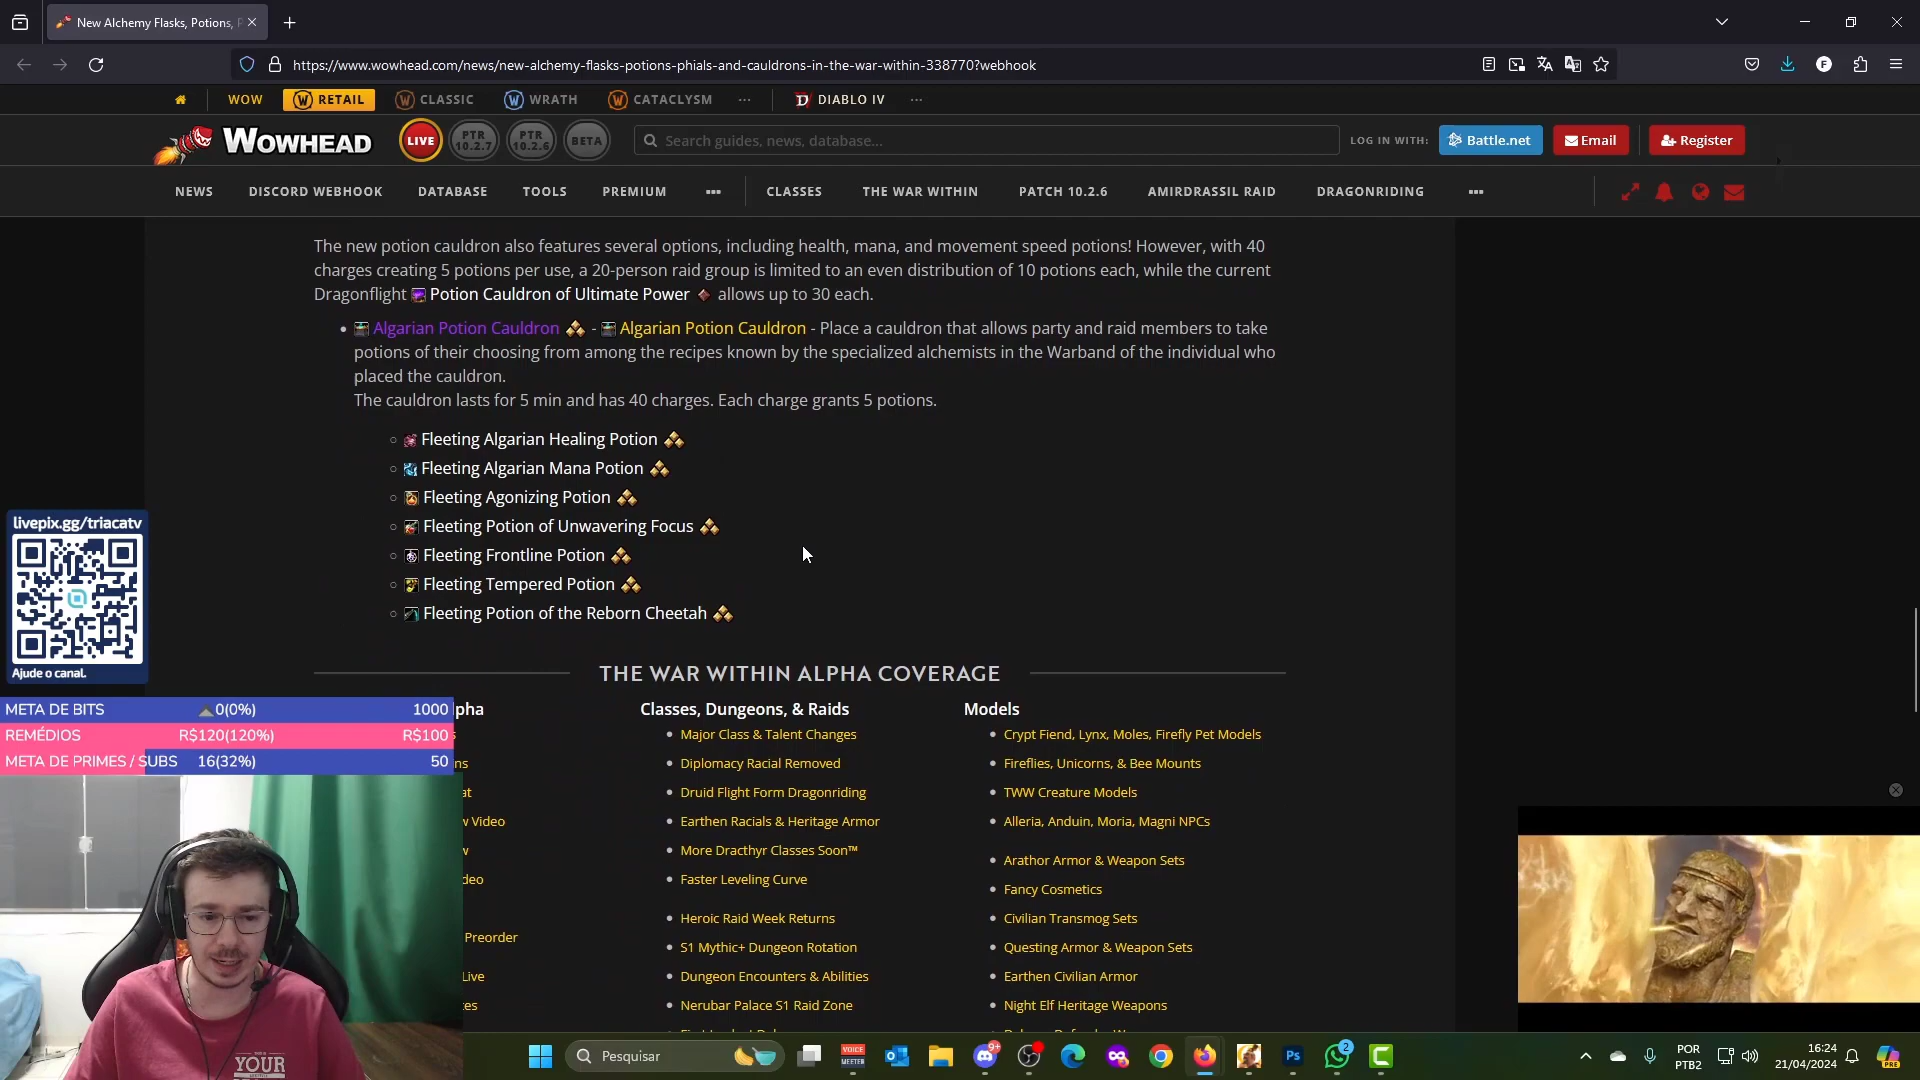 New Alchemy Flasks, Potions, P
https://www.wowhead.com/news/new-alchemy-flasks-potions-phials-and-cauldrons-in-the-war-within-338770?webhook
WOW RETAIL CLASSIC WRATH CATACLYSM ··· DIABLO IV ···
WOWHEAD LIVE PTR 10.2.7 PTR 10.2.6 BETA Search guides, news, database... LOG IN WITH: Battle.net Email Register
NEWS DISCORD WEBHOOK DATABASE TOOLS PREMIUM ··· CLASSES THE WAR WITHIN PATCH 10.2.6 AMIRDRASSIL RAID DRAGONRIDING ···
The new potion cauldron also features several options, including health, mana, and movement speed potions! However, with 40
charges creating 5 potions per use, a 20-person raid group is limited to an even distribution of 10 potions each, while the current
Dragonflight Potion Cauldron of Ultimate Power allows up to 30 each.
• Algarian Potion Cauldron - Algarian Potion Cauldron - Place a cauldron that allows party and raid members to take
potions of their choosing from among the recipes known by the specialized alchemists in the Warband of the individual who
placed the cauldron.
The cauldron lasts for 5 min and has 40 charges. Each charge grants 5 potions.
Fleeting Algarian Healing Potion
Fleeting Algarian Mana Potion
Fleeting Agonizing Potion
Fleeting Potion of Unwavering Focus
Fleeting Frontline Potion
Fleeting Tempered Potion
Fleeting Potion of the Reborn Cheetah
livepix.gg/triacatv
Ajude o canal.
META DE BITS 0(0%) 1000
REMÉDIOS R$120(120%) R$100
META DE PRIMES / SUBS 16(32%) 50
THE WAR WITHIN ALPHA COVERAGE
pha
s
ns
at
w Video
w
deo
Preorder
Live
tes
Classes, Dungeons, & Raids
• Major Class & Talent Changes
• Diplomacy Racial Removed
• Druid Flight Form Dragonriding
• Earthen Racials & Heritage Armor
• More Dracthyr Classes Soon™
• Faster Leveling Curve
• Heroic Raid Week Returns
• S1 Mythic+ Dungeon Rotation
• Dungeon Encounters & Abilities
• Nerubar Palace S1 Raid Zone
Models
• Crypt Fiend, Lynx, Moles, Firefly Pet Models
• Fireflies, Unicorns, & Bee Mounts
• TWW Creature Models
• Alleria, Anduin, Moria, Magni NPCs
• Arathor Armor & Weapon Sets
• Fancy Cosmetics
• Civilian Transmog Sets
• Questing Armor & Weapon Sets
• Earthen Civilian Armor
• Night Elf Heritage Weapons
YOUR
Pesquisar
VOICE MEETER
9+
Ps
2
POR
PTB2
16:24
21/04/2024
PRE